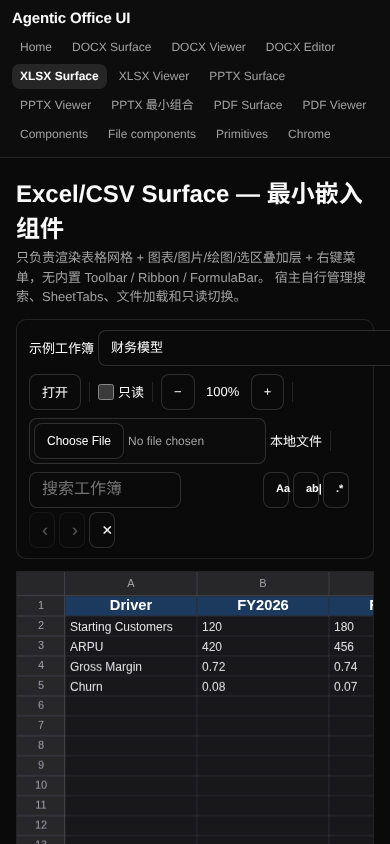 Agentic Office UI
Home DOCX Surface DOCX Viewer DOCX Editor
XLSX Surface XLSX Viewer PPTX Surface
PPTX Viewer PPTX 最小组合 PDF Surface PDF Viewer
Components File components Primitives Chrome
Excel/CSV Surface — 最小嵌入
组件
只负责渲染表格网格 + 图表/图片/绘图/选区叠加层 + 右键菜
单，无内置 Toolbar / Ribbon / FormulaBar。 宿主自行管理搜
索、SheetTabs、文件加载和只读切换。
示例工作簿 财务模型
打开 只读 − 100% +
Choose File No file chosen 本地文件
搜索工作簿 Aa ab| .*
‹ › ✕
A B
1 Driver FY2026
2 Starting Customers 120 180
3 ARPU 420 456
4 Gross Margin 0.72 0.74
5 Churn 0.08 0.07
6
7
8
9
10
11
12